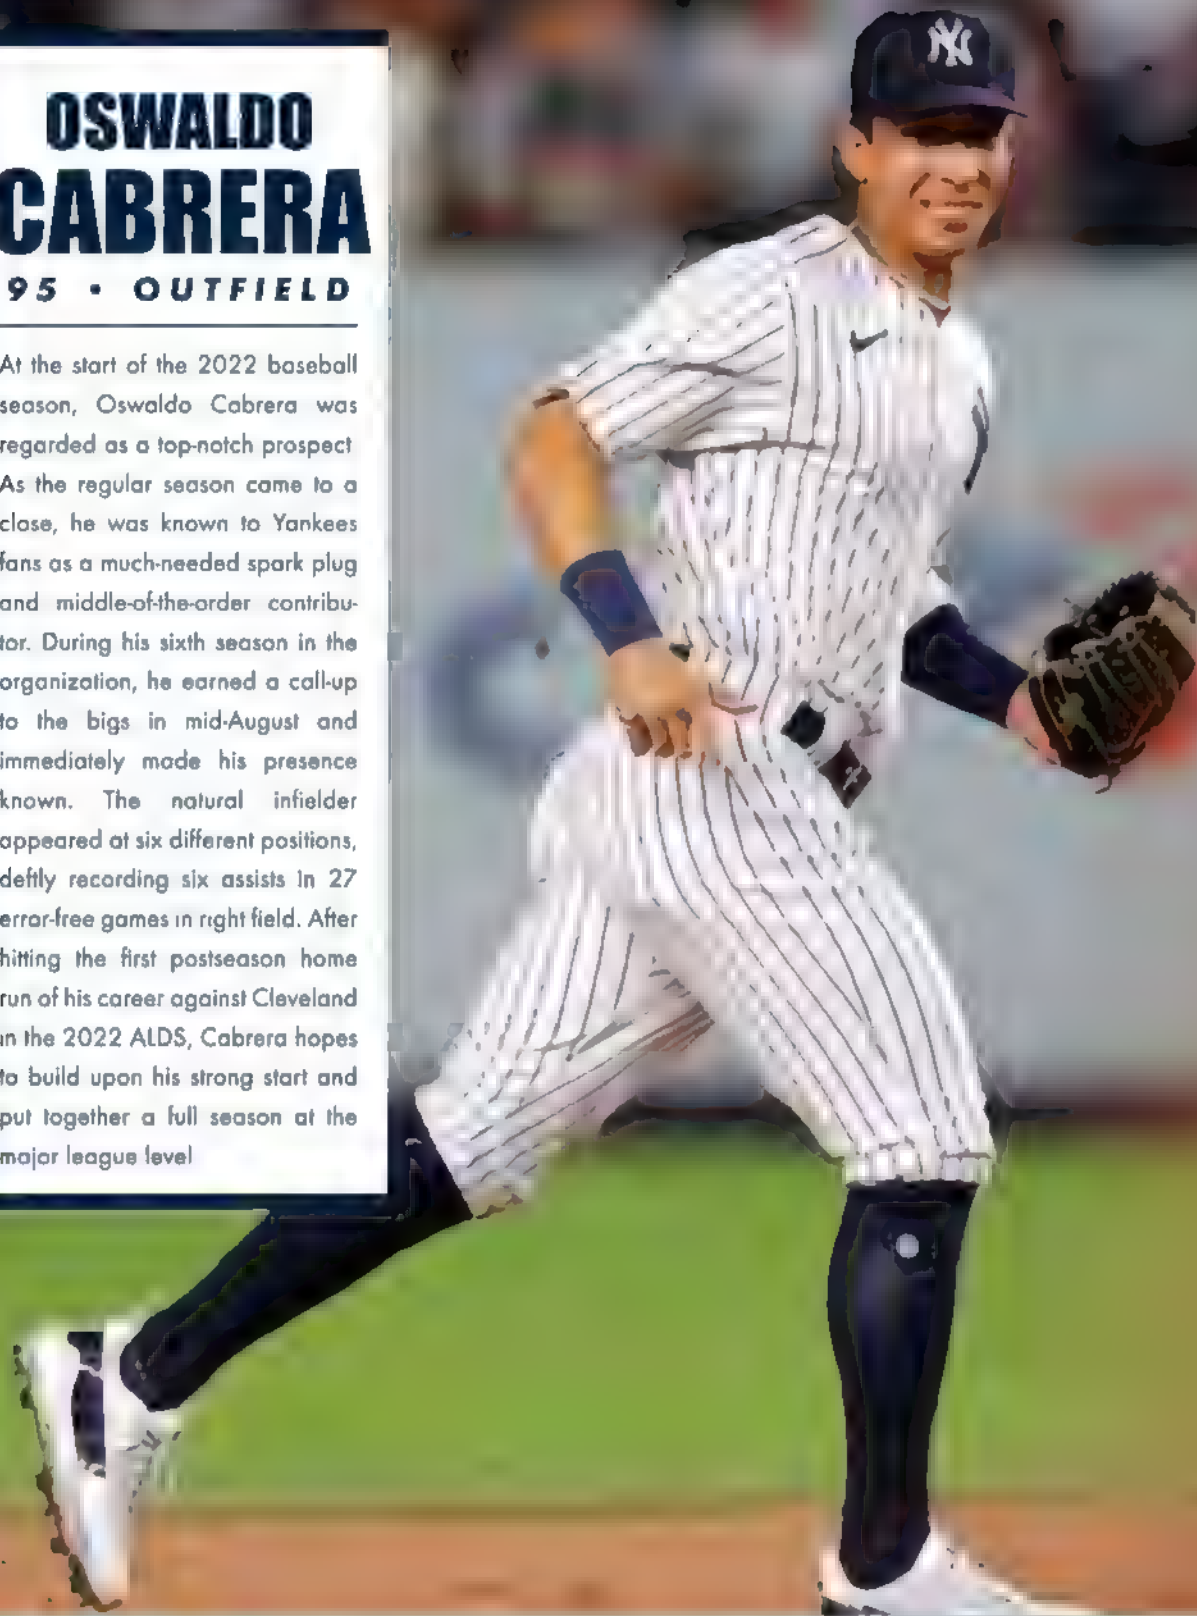 OSWALDO
CABRERA
95 • OUTFIELD
At the start of the 2022 baseball
season, Oswaldo Cabrera was
regarded as a top-notch prospect
As the regular season came to a
close, he was known to Yankees
fans as a much-needed spark plug
and middle-of-the-order contribu-
tor. During his sixth season in the
organization, he earned a call-up
to the bigs in mid-August and
immediately made his presence
known. The natural infielder
appeared at six different positions,
deftly recording six assists in 27
error-free games in right field. After
hitting the first postseason home
run of his career against Cleveland
in the 2022 ALDS, Cabrera hopes
to build upon his strong start and
put together a full season at the
major league level
NY